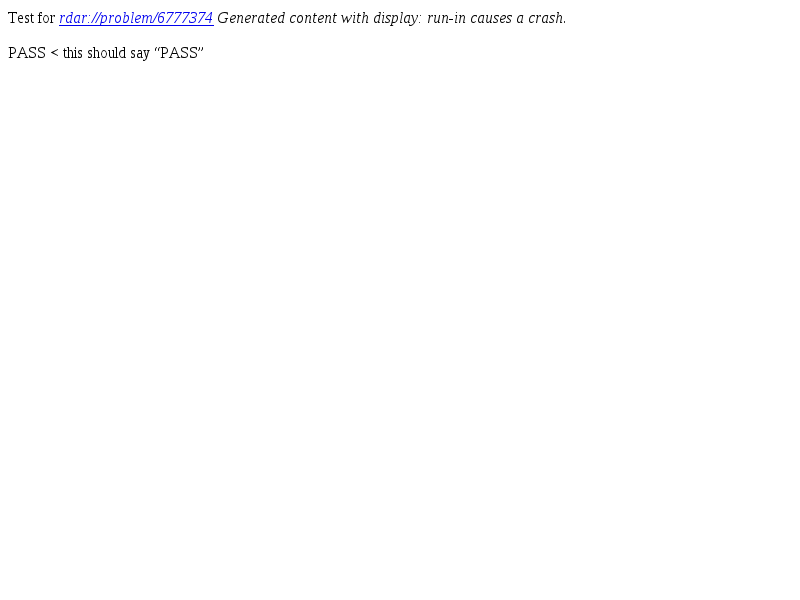 Test for rdar://problem/6777374 Generated content with display: run-in causes a crash.
PASS < this should say “PASS”